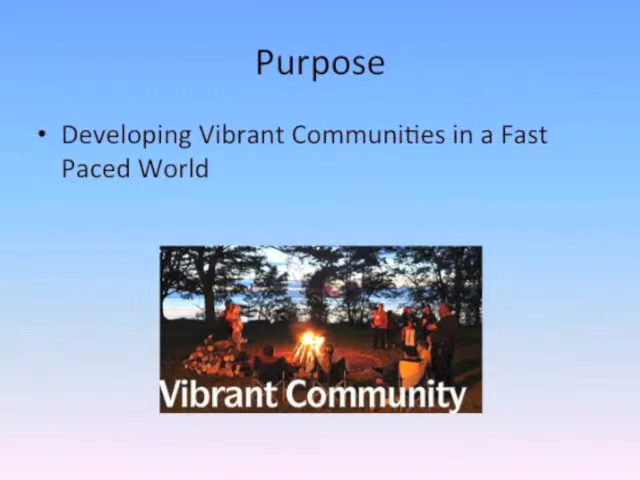 Purpose
• Developing Vibrant Communities in a Fast
Paced World
Vibrant Community